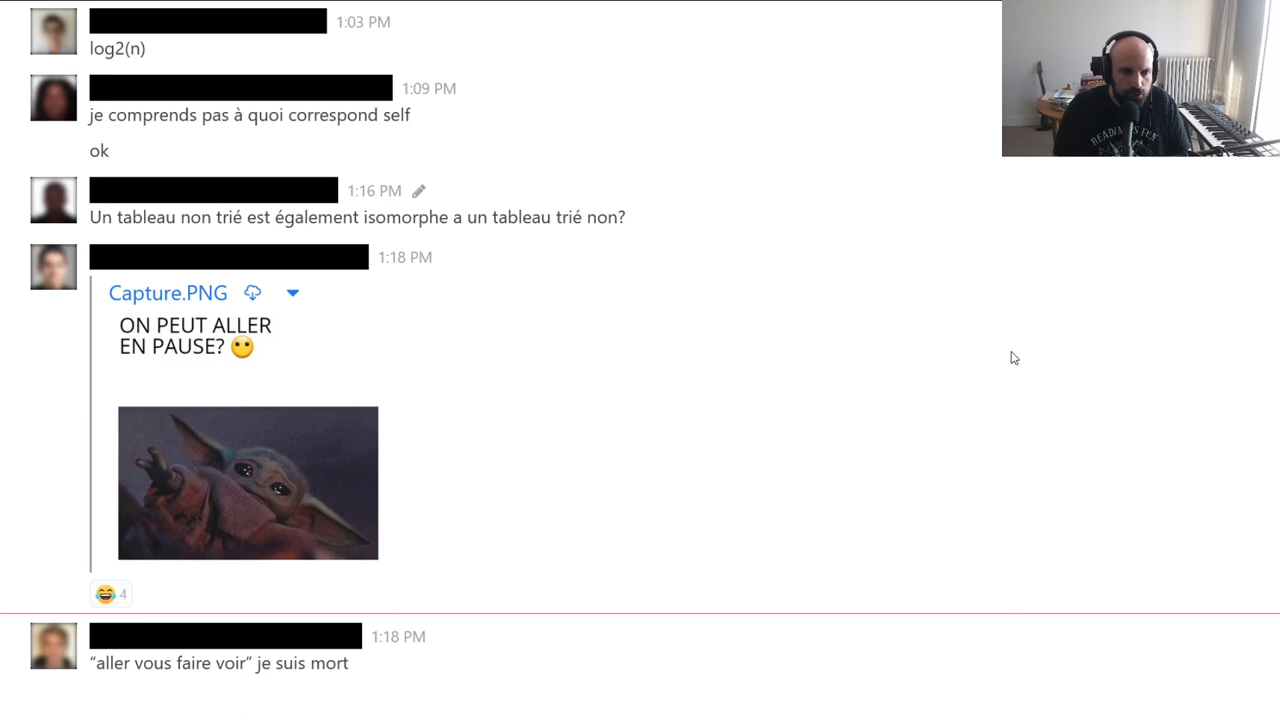 1:03 PM
log2(n)
1:09 PM
je comprends pas à quoi correspond self
ok
1:16 PM
Un tableau non trié est également isomorphe a un tableau trié non?
1:18 PM
Capture.PNG
ON PEUT ALLER
EN PAUSE? 😶
😂 4
1:18 PM
“aller vous faire voir” je suis mort